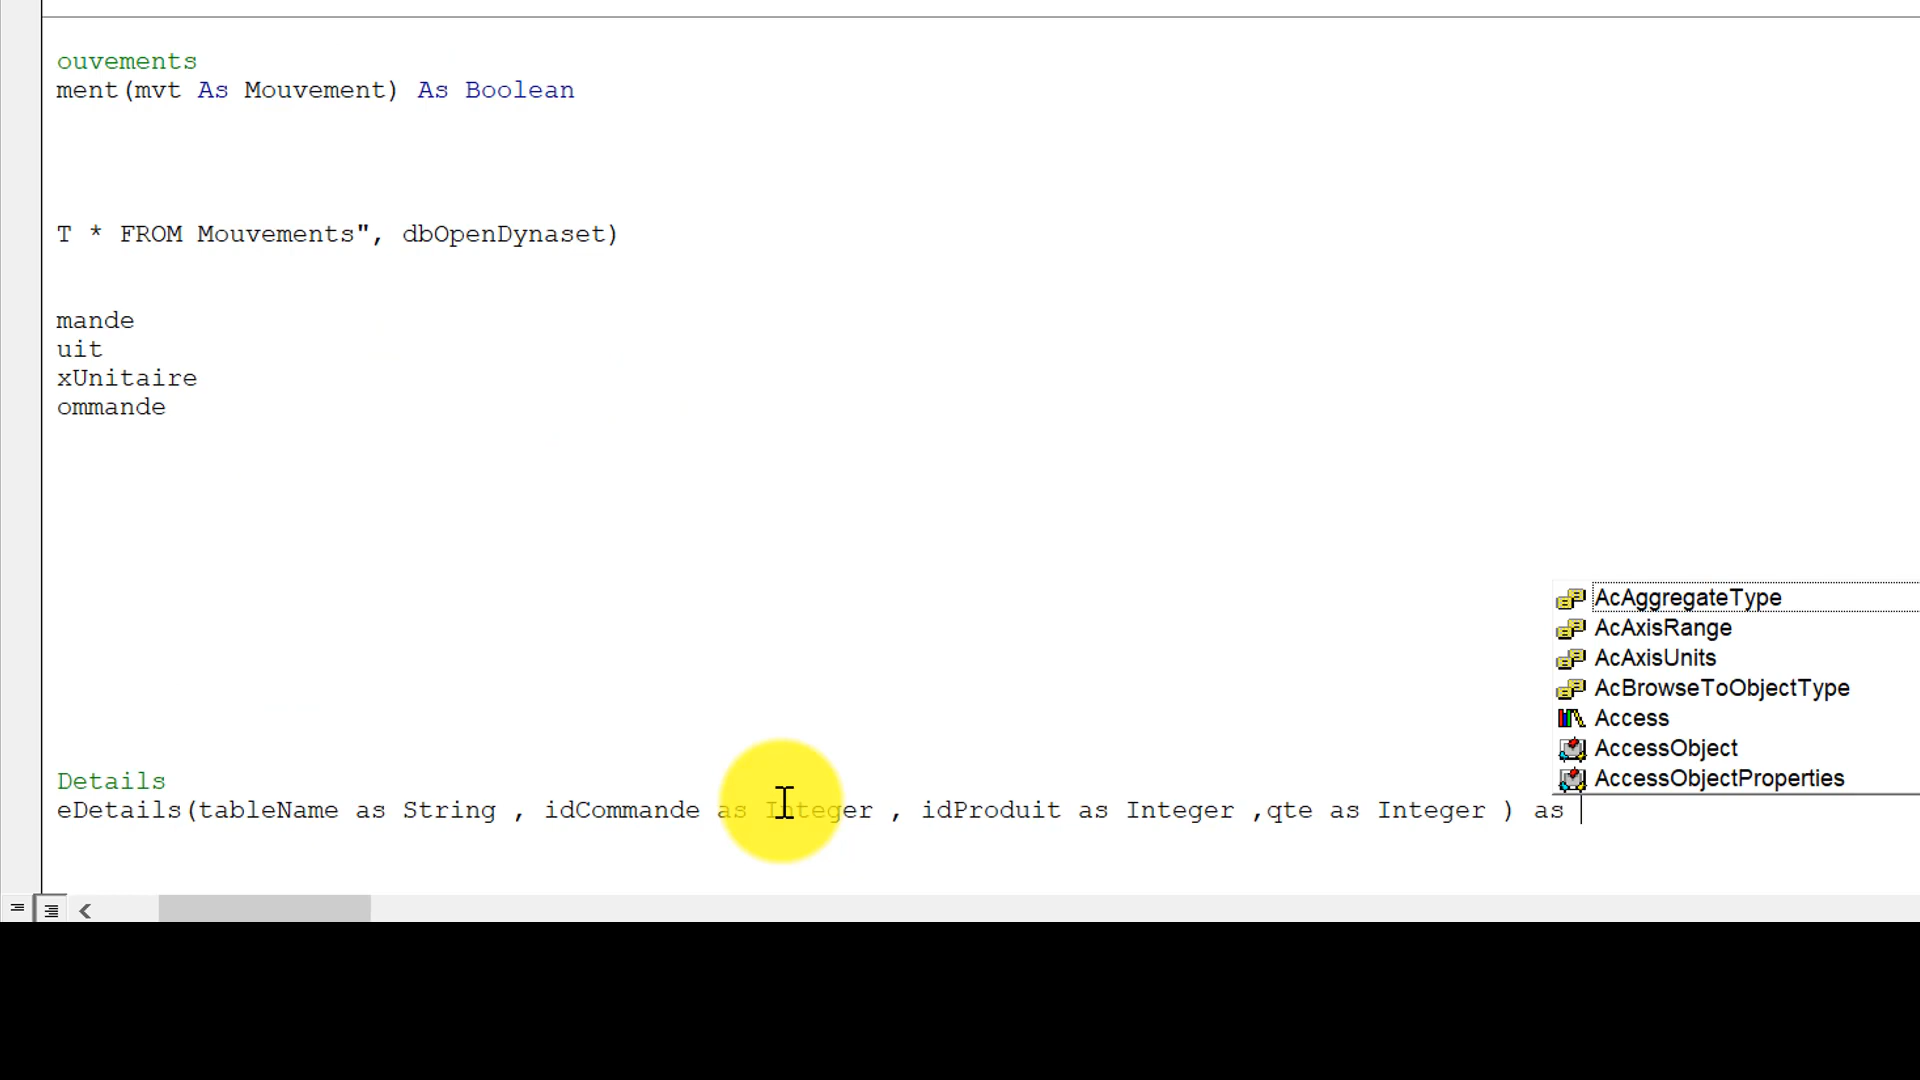 ouvements
ment(mvt As Mouvement) As Boolean
T * FROM Mouvements", dbOpenDynaset)
mande
uit
xUnitaire
ommande
AcAggregateType
AcAxisRange
AcAxisUnits
AcBrowseToObjectType
Access
AccessObject
AccessObjectProperties
Details
eDetails(tableName as String , idCommande as Integer , idProduit as Integer ,qte as Integer ) as